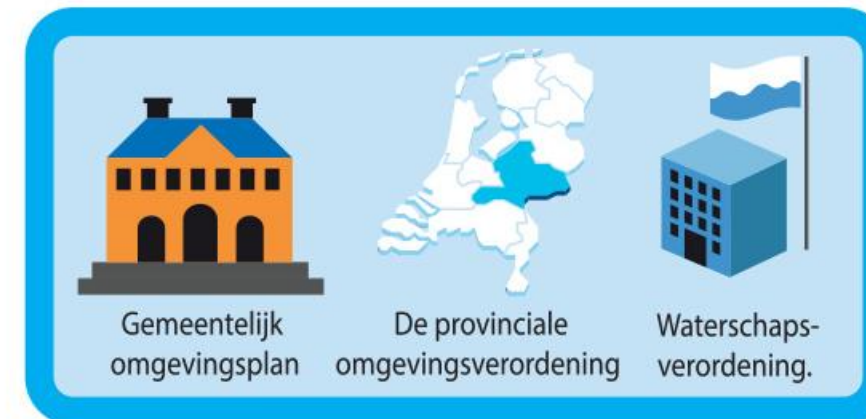 Gemeentelijk
omgevingsplan
De provinciale
omgevingsverordening
Waterschaps-
verordening.